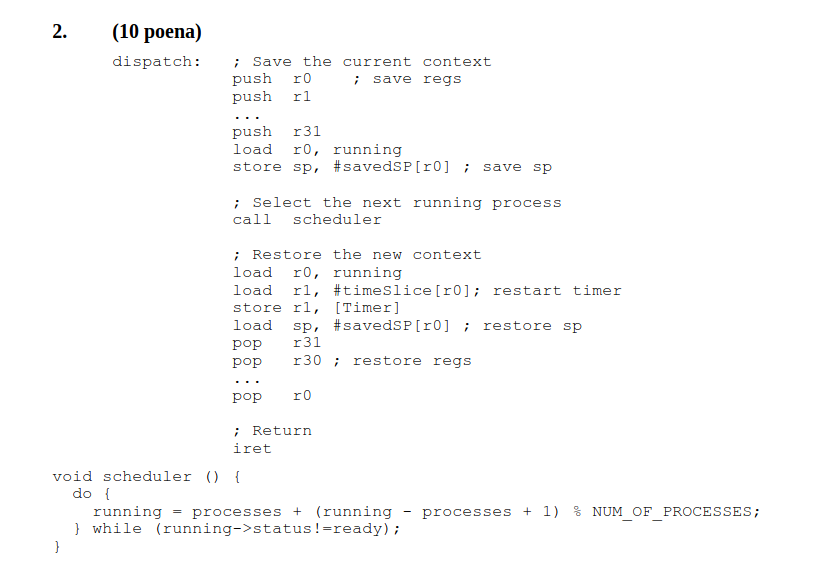 2. (10 poena)
dispatch: ; Save the current context
push r0 ; save regs
push r1
...
push r31
load r0, running
store sp, #savedSP[r0] ; save sp
; Select the next running process
call scheduler
; Restore the new context
load r0, running
load r1, #timeSlice[r0]; restart timer
store r1, [Timer]
load sp, #savedSP[r0] ; restore sp
pop r31
pop r30 ; restore regs
...
pop r0
; Return
iret
void scheduler () {
do {
running = processes + (running - processes + 1) % NUM_OF_PROCESSES;
} while (running->status!=ready);
}